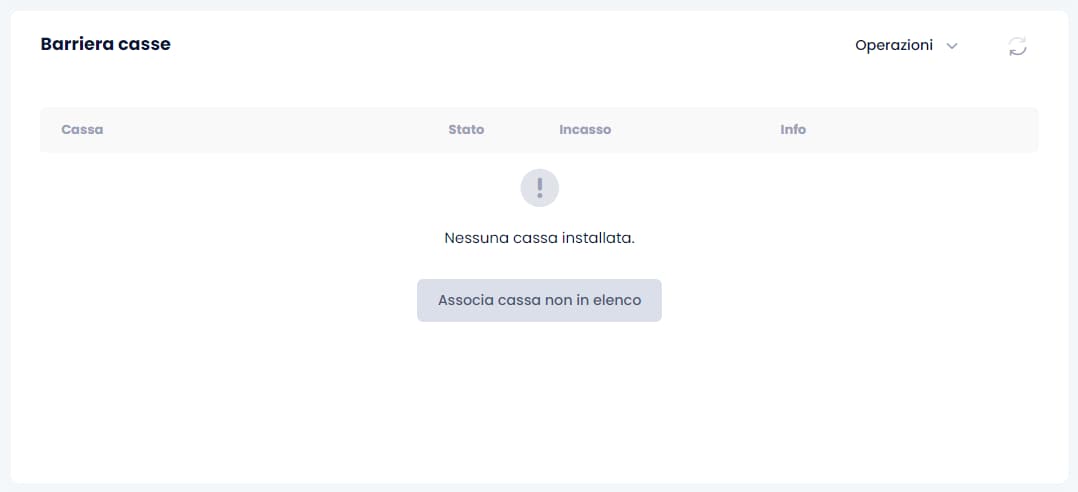 Barriera casse
Operazioni
Cassa Stato Incasso Info
Nessuna cassa installata.
Associa cassa non in elenco